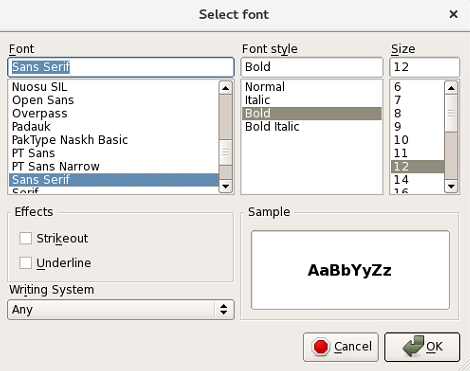 Select font
Font
Font style
Size
Sans Serif
Bold
12
Nuosu SIL
Open Sans
Overpass
Padauk
PakType Naskh Basic
PT Sans
PT Sans Narrow
Sans Serif
Serif
Normal
Italic
Bold
Bold Italic
6
7
8
9
10
11
12
14
16
Effects
Strikeout
Underline
Sample
AaBbYyZz
Writing System
Any
Cancel
OK